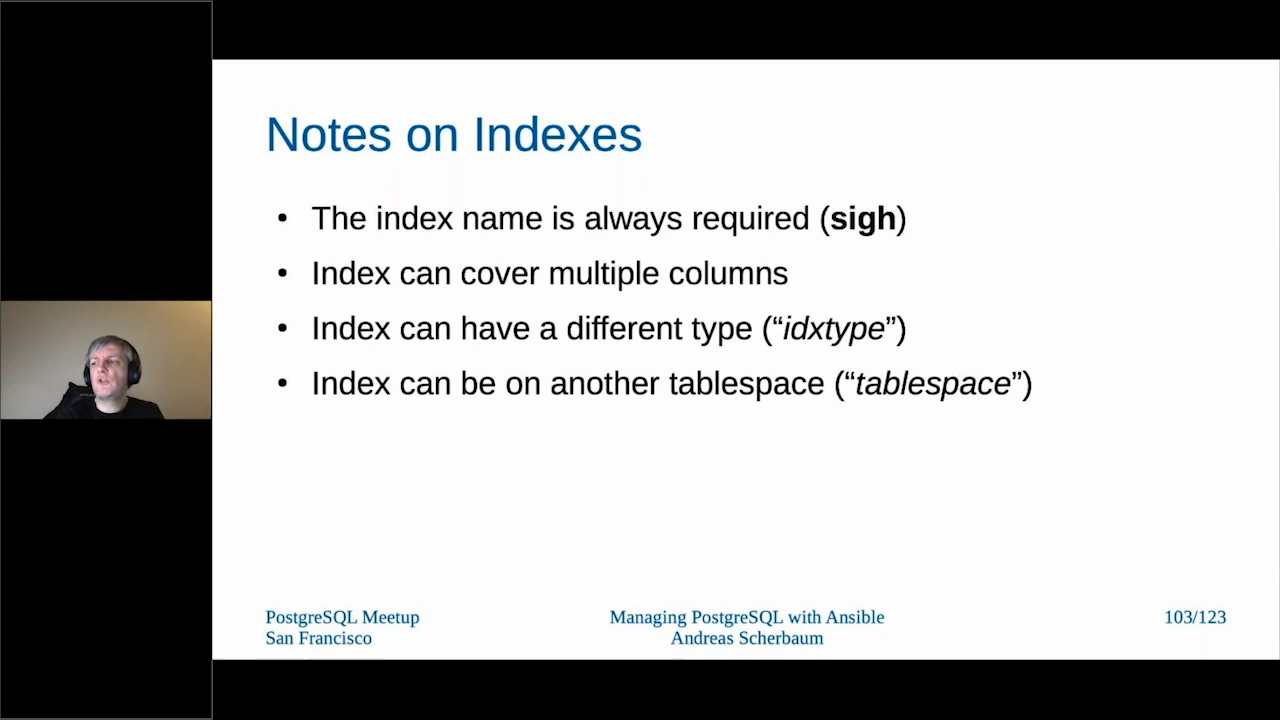 Notes on Indexes
• The index name is always required (sigh)
• Index can cover multiple columns
• Index can have a different type (“idxtype”)
• Index can be on another tablespace (“tablespace”)
PostgreSQL Meetup
San Francisco
Managing PostgreSQL with Ansible
Andreas Scherbaum
103/123